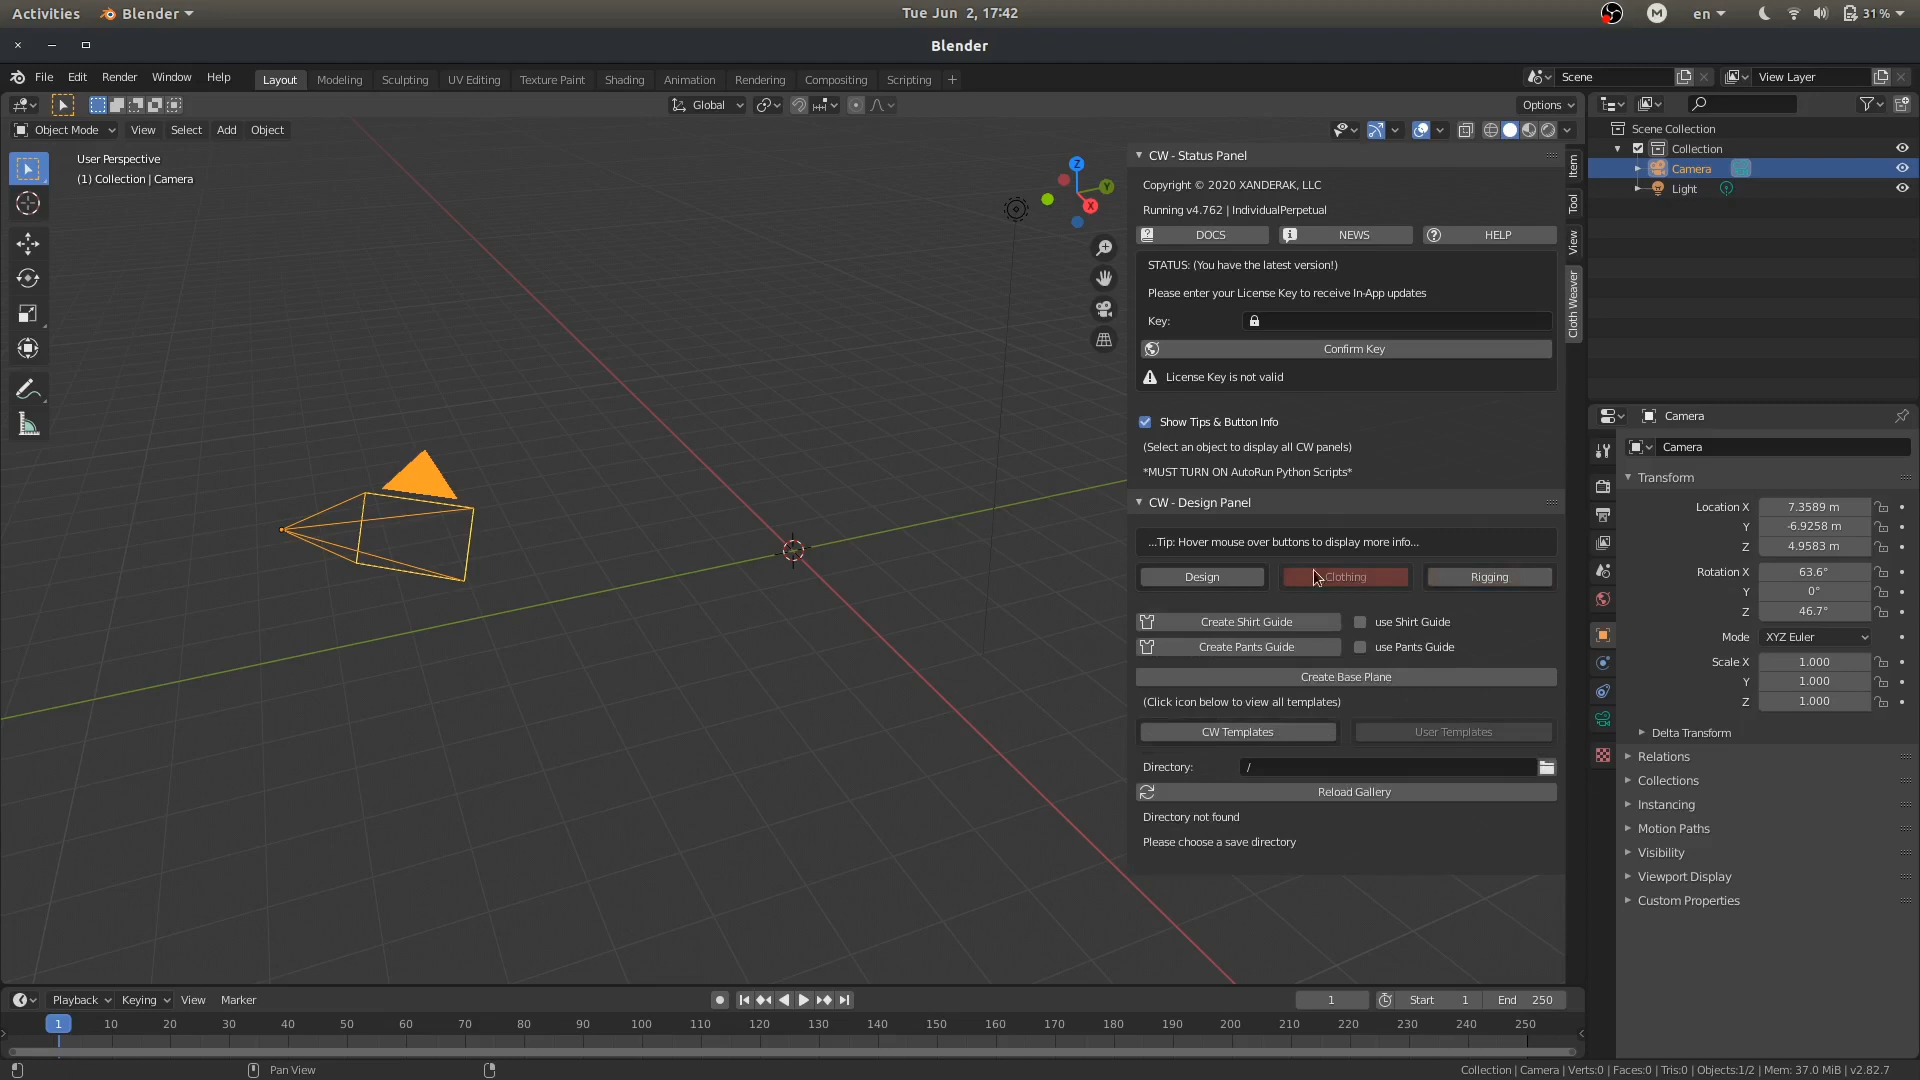 Activities Blender Tue Jun 2, 17:42 M en 31 %
Blender
File Edit Render Window Help Layout Modeling Sculpting UV Editing Texture Paint Shading Animation Rendering Compositing Scripting + Scene View Layer
Global Options
Object Mode View Select Add Object
User Perspective
(1) Collection | Camera
Z
Y
X
CW - Status Panel
Copyright © 2020 XANDERAK, LLC
Running v4.762 | IndividualPerpetual
DOCS NEWS HELP
STATUS: (You have the latest version!)
Please enter your License Key to receive In-App updates
Key:
Confirm Key
License Key is not valid
Show Tips & Button Info
(Select an object to display all CW panels)
*MUST TURN ON AutoRun Python Scripts*
CW - Design Panel
...Tip: Hover mouse over buttons to display more info...
Design Clothing Rigging
Create Shirt Guide use Shirt Guide
Create Pants Guide use Pants Guide
Create Base Plane
(Click icon below to view all templates)
CW Templates User Templates
Directory: /
Reload Gallery
Directory not found
Please choose a save directory
Item
Tool
View
Cloth Weaver
Scene Collection
Collection
Camera
Light
Camera
Camera
Transform
Location X 7.3589 m
Y -6.9258 m
Z 4.9583 m
Rotation X 63.6°
Y 0°
Z 46.7°
Mode XYZ Euler
Scale X 1.000
Y 1.000
Z 1.000
Delta Transform
Relations
Collections
Instancing
Motion Paths
Visibility
Viewport Display
Custom Properties
Playback Keying View Marker 1 Start 1 End 250
1 10 20 30 40 50 60 70 80 90 100 110 120 130 140 150 160 170 180 190 200 210 220 230 240 250
Pan View
Collection | Camera | Verts:0 | Faces:0 | Tris:0 | Objects:1/2 | Mem: 37.0 MiB | v2.82.7